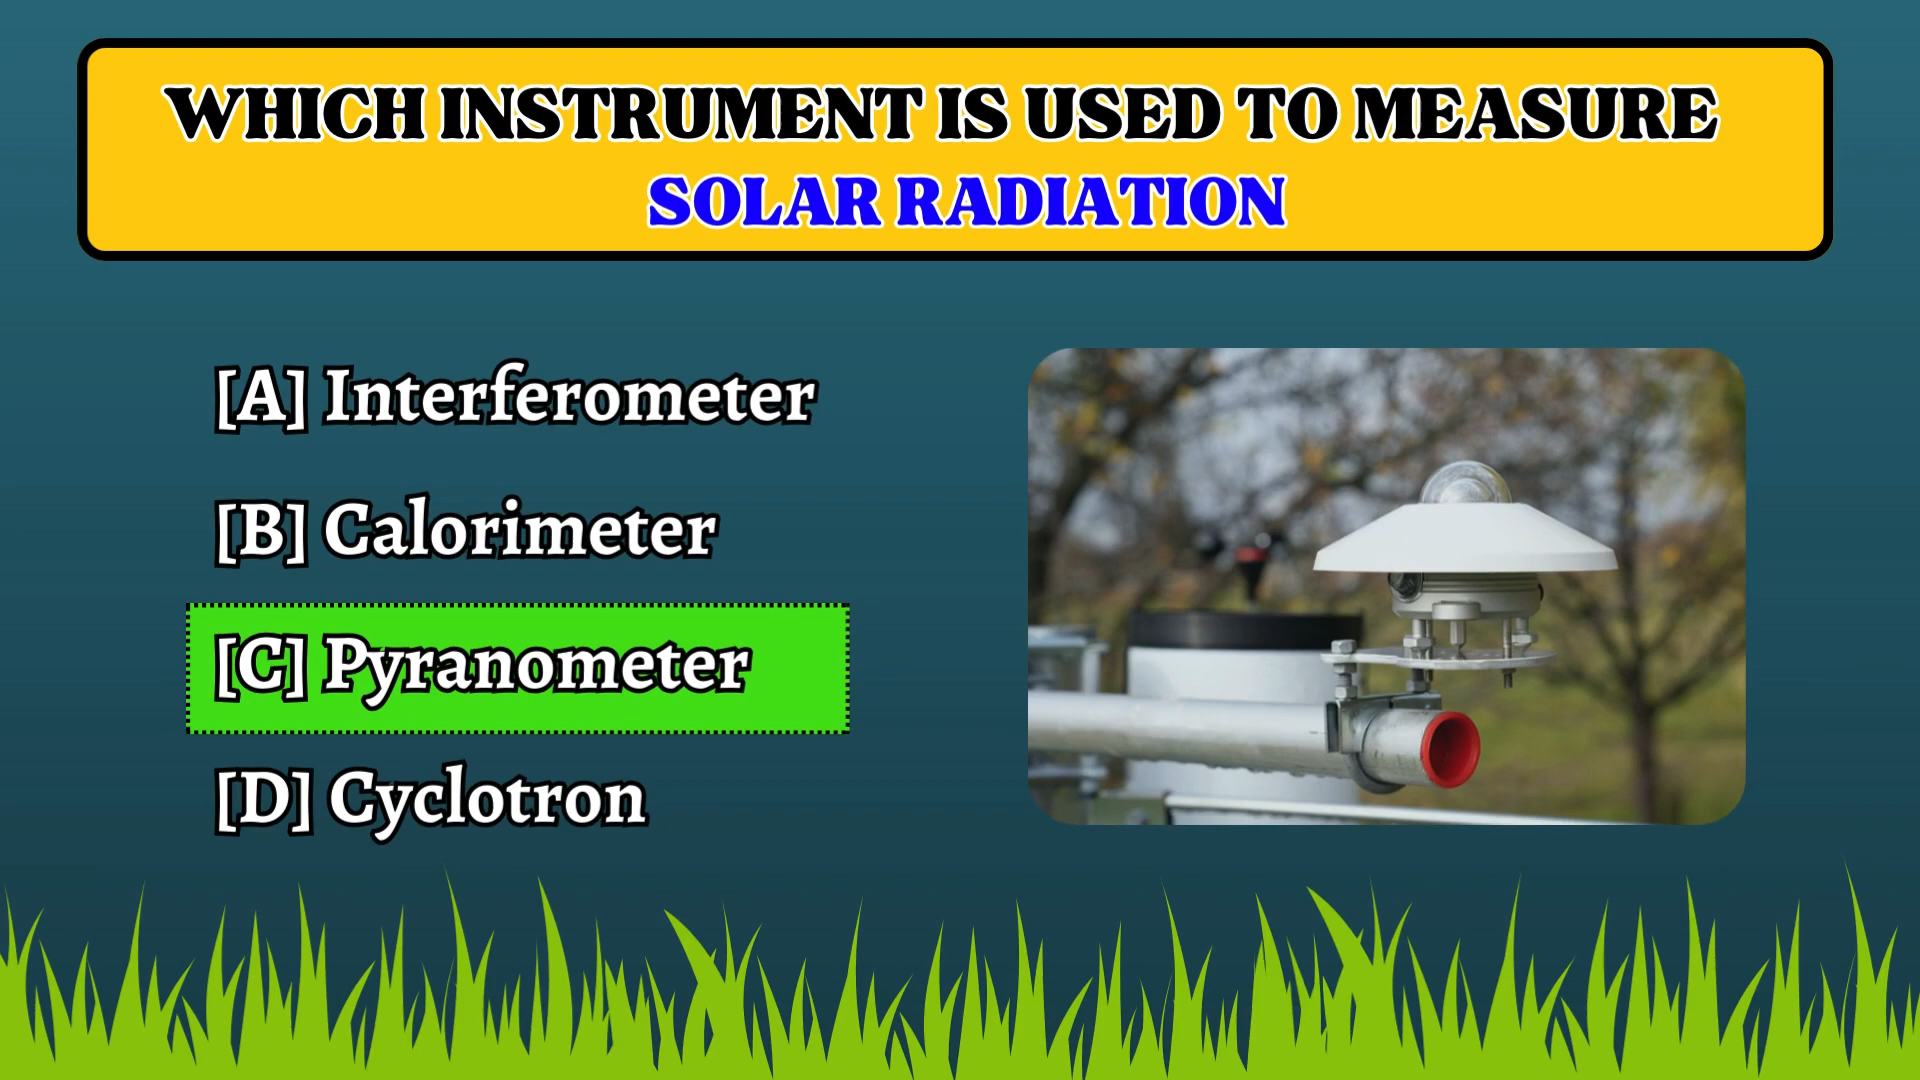 WHICH INSTRUMENT IS USED TO MEASURE
SOLAR RADIATION
[A] Interferometer
[B] Calorimeter
[C] Pyranometer
[D] Cyclotron